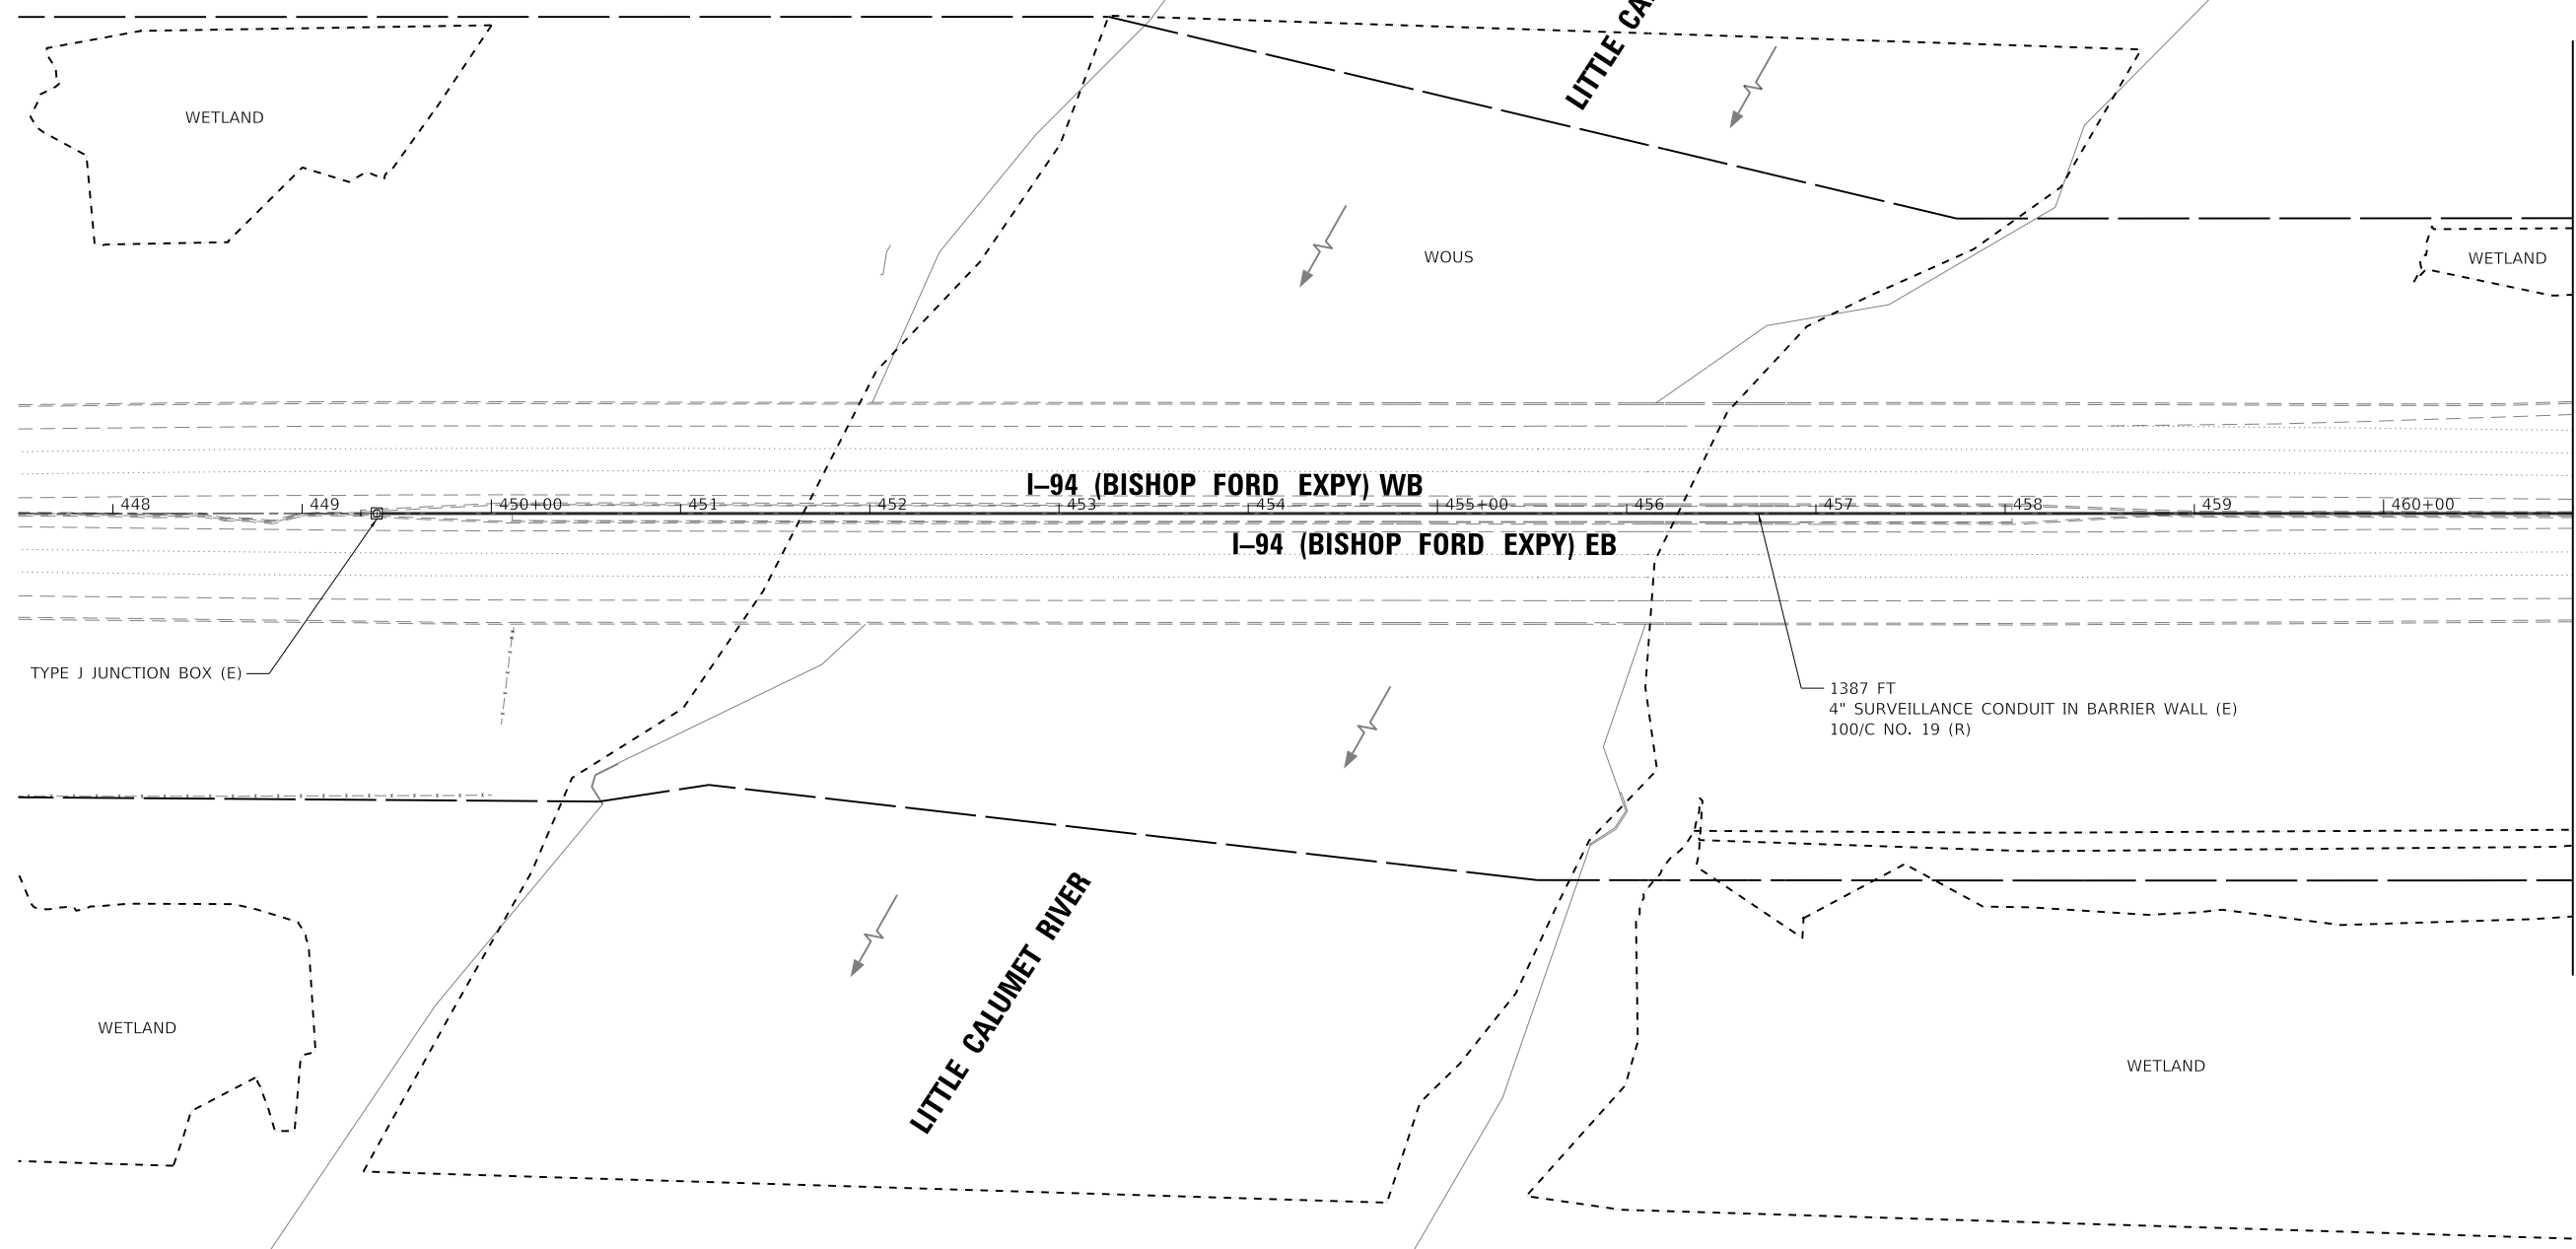 LITTLE CA
WETLAND
WOUS
WETLAND
I–94 (BISHOP FORD EXPY) WB
448 449 450+00 451 452 453 454 455+00 456 457 458 459 460+00
I–94 (BISHOP FORD EXPY) EB
TYPE J JUNCTION BOX (E)
1387 FT
4" SURVEILLANCE CONDUIT IN BARRIER WALL (E)
100/C NO. 19 (R)
LITTLE CALUMET RIVER
WETLAND
WETLAND